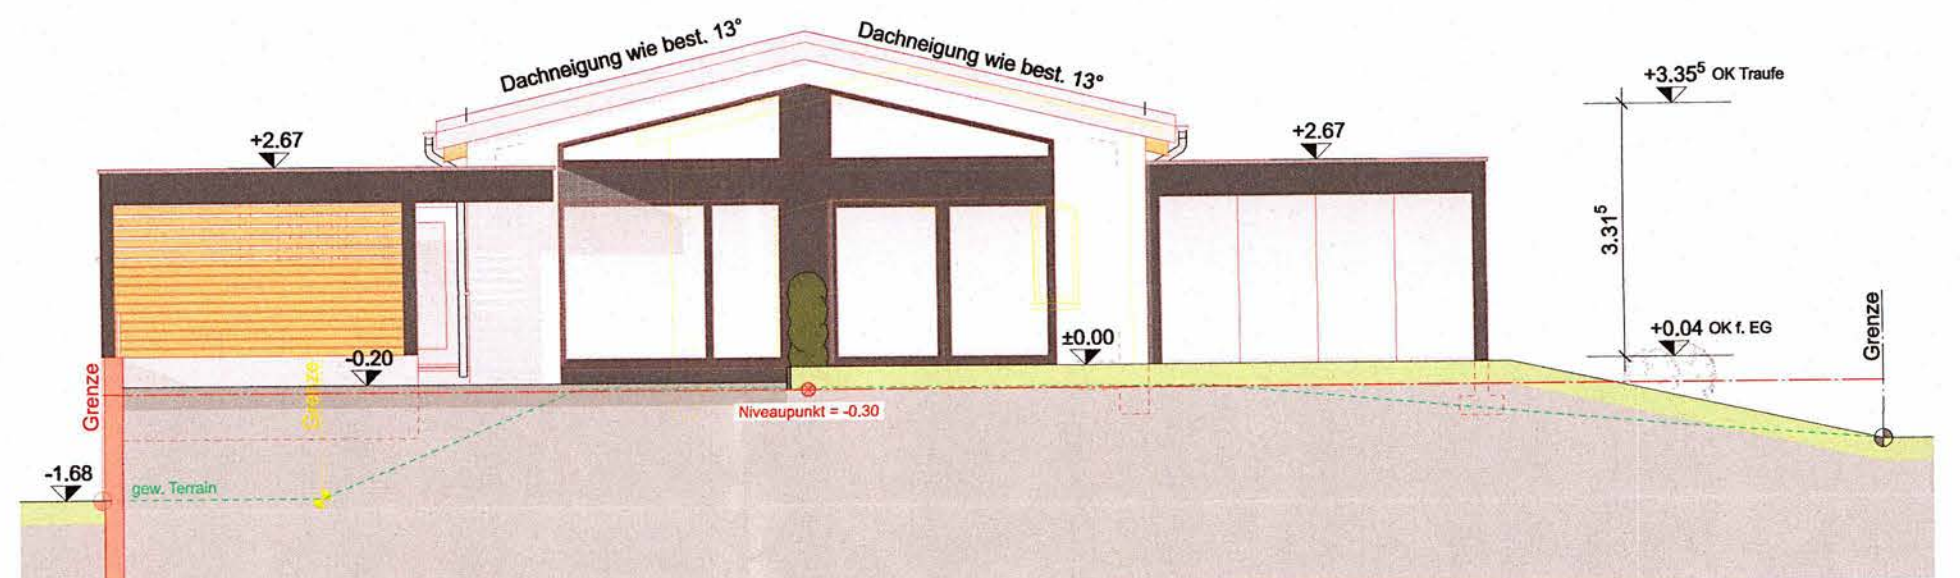 Dachneigung wie best. 13°
Dachneigung wie best. 13°
+3.35⁵ OK Traufe
+2.67
+2.67
3.31⁵
-0.20
±0.00
+0.04 OK f. EG
Grenze
Grenze
Grenze
Niveaupunkt = -0.30
-1.68
gew. Terrain